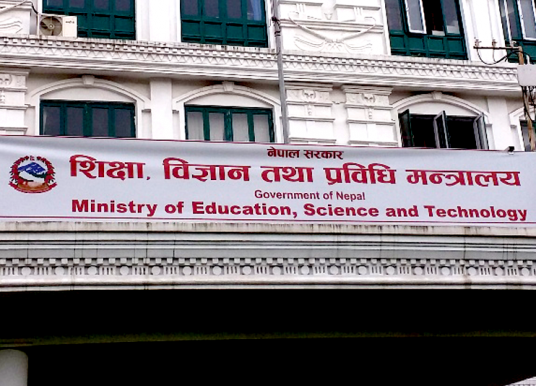 नेपाल सरकार
शिक्षा, विज्ञान तथा प्रविधि मन्त्रालय
Government of Nepal
Ministry of Education, Science and Technology